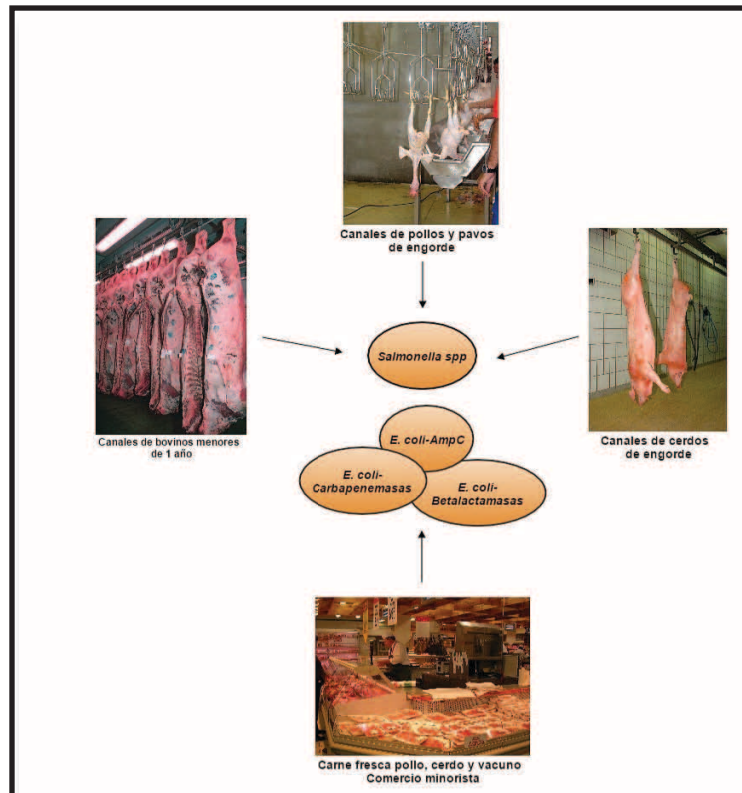 Canales de pollos y pavos
de engorde
Canales de bovinos menores
de 1 año
Salmonella spp
Canales de cerdos
de engorde
E. coli-AmpC
E. coli-
Carbapenemasas
E. coli-
Betalactamasas
Carne fresca pollo, cerdo y vacuno
Comercio minorista